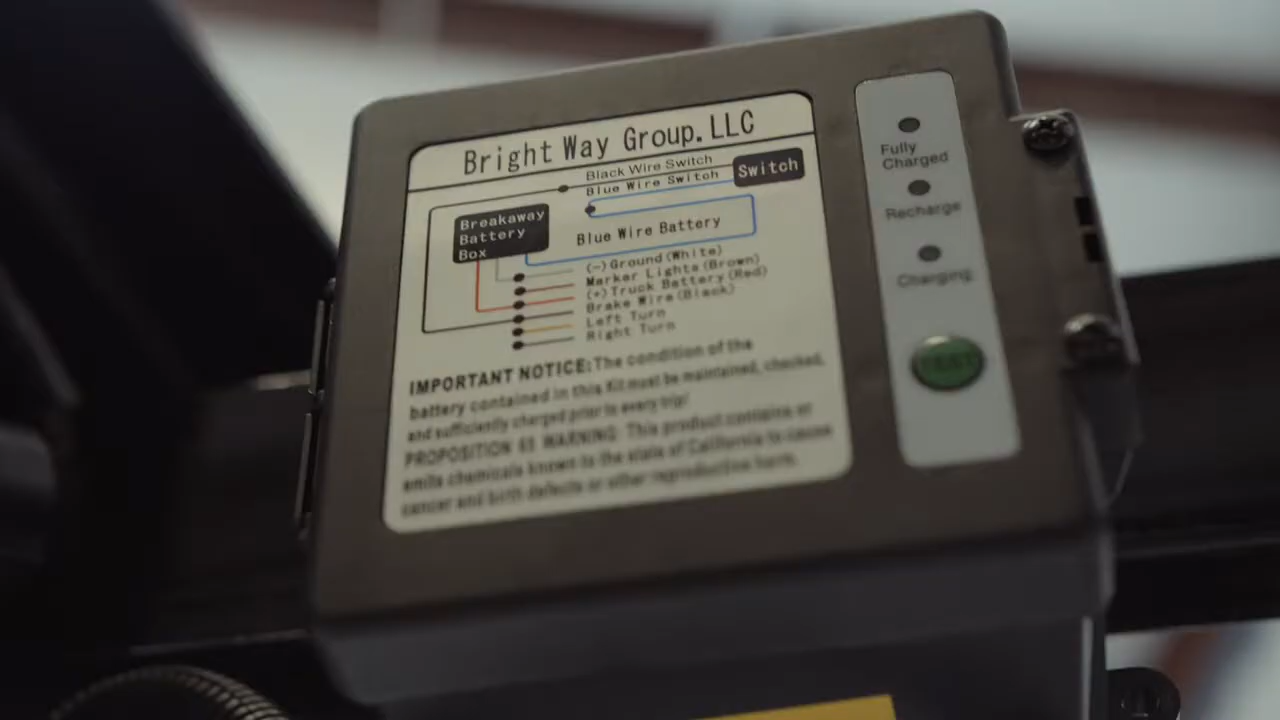 Bright Way Group.LLC
Black Wire Switch
Blue Wire Switch
Switch
Breakaway
Battery
Box
Blue Wire Battery
(-)Ground(White)
Marker Lights(Brown)
(+)Truck Battery(Red)
Brake Wire(Black)
Left Turn
Right Turn
IMPORTANT NOTICE:The condition of the
battery contained in this Kit must be maintained, checked,
and sufficiently charged prior to every trip!
PROPOSITION 65 WARNING: This product contains or
emits chemicals known to the state of California to cause
cancer and birth defects or other reproductive harm.
Fully
Charged
Recharge
Charging
TEST